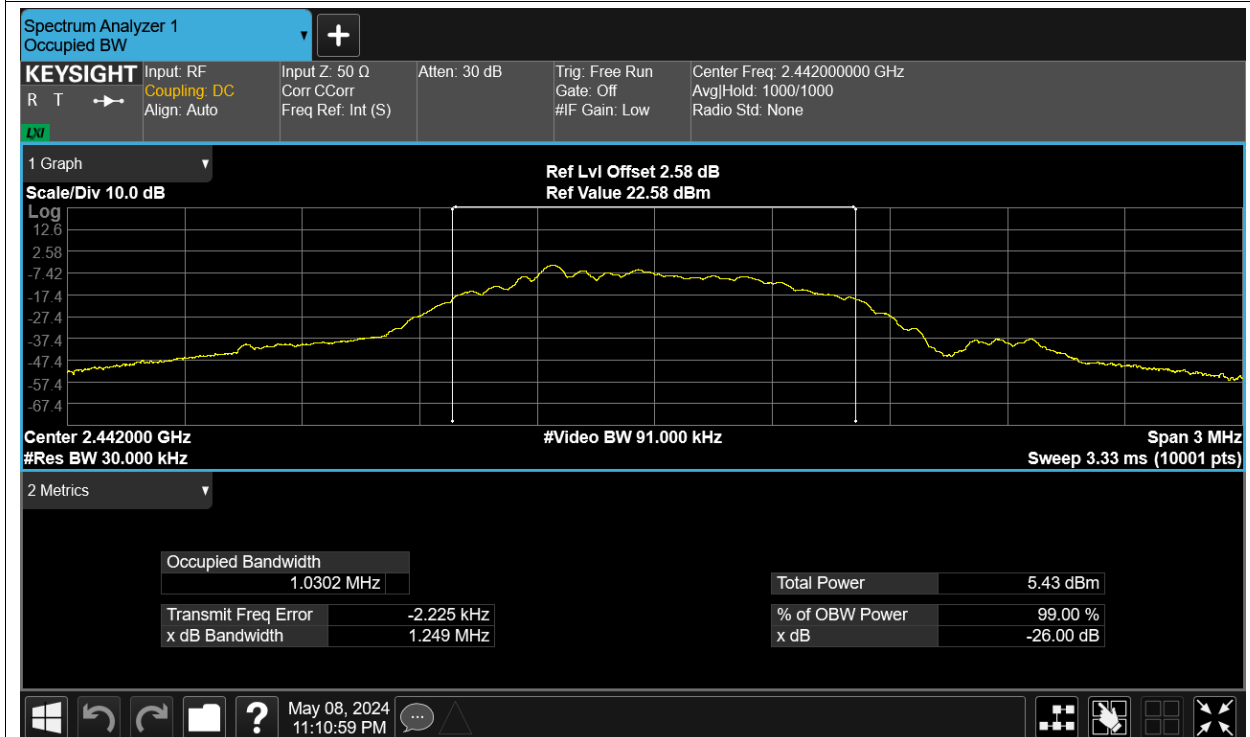 Spectrum Analyzer 1
Occupied BW
+
KEYSIGHT
R T
LXI
Input: RF
Coupling: DC
Align: Auto
Input Z: 50 Ω
Corr CCorr
Freq Ref: Int (S)
Atten: 30 dB
Trig: Free Run
Gate: Off
#IF Gain: Low
Center Freq: 2.442000000 GHz
Avg|Hold: 1000/1000
Radio Std: None
1 Graph
Scale/Div 10.0 dB
Ref Lvl Offset 2.58 dB
Ref Value 22.58 dBm
Log
12.6
2.58
-7.42
-17.4
-27.4
-37.4
-47.4
-57.4
-67.4
Center 2.442000 GHz
#Video BW 91.000 kHz
Span 3 MHz
#Res BW 30.000 kHz
Sweep 3.33 ms (10001 pts)
2 Metrics
Occupied Bandwidth
1.0302 MHz
Total Power 5.43 dBm
Transmit Freq Error -2.225 kHz
% of OBW Power 99.00 %
x dB Bandwidth 1.249 MHz
x dB -26.00 dB
?
May 08, 2024
11:10:59 PM